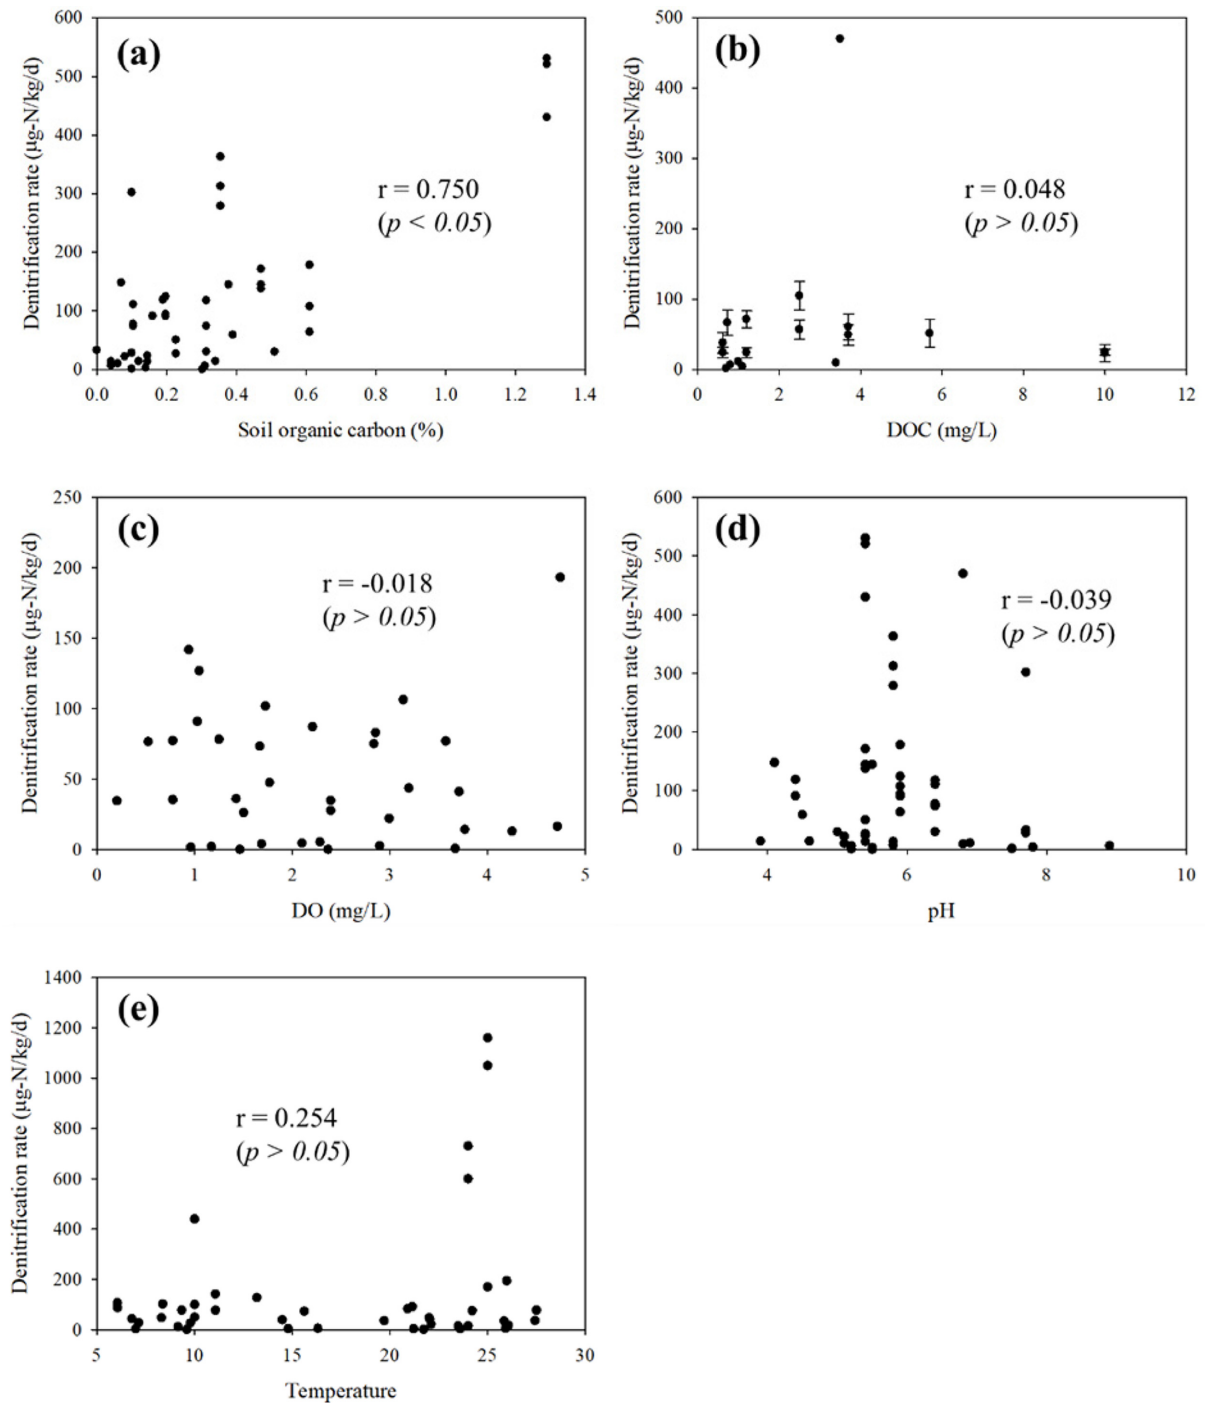 (a)
Denitrification rate (μg-N/kg/d)
600
500
400
300
200
100
0
r = 0.750
(p < 0.05)
0.0 0.2 0.4 0.6 0.8 1.0 1.2 1.4
Soil organic carbon (%)
(b)
Denitrification rate (μg-N/kg/d)
500
400
300
200
100
0
r = 0.048
(p > 0.05)
0 2 4 6 8 10 12
DOC (mg/L)
(c)
Denitrification rate (μg-N/kg/d)
250
200
150
100
50
0
r = -0.018
(p > 0.05)
0 1 2 3 4 5
DO (mg/L)
(d)
Denitrification rate (μg-N/kg/d)
600
500
400
300
200
100
0
r = -0.039
(p > 0.05)
4 6 8 10
pH
(e)
Denitrification rate (μg-N/kg/d)
1400
1200
1000
800
600
400
200
0
r = 0.254
(p > 0.05)
5 10 15 20 25 30
Temperature